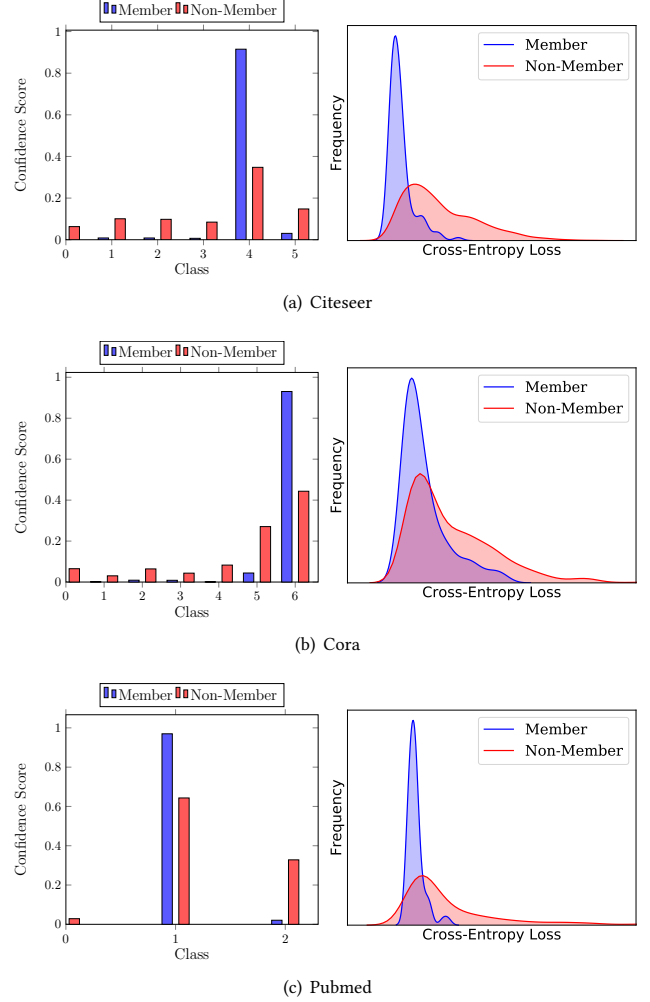 Member Non-Member
1
0.8
0.6
0.4
0.2
0
Confidence Score
0 1 2 3 4 5
Class
Member
Non-Member
Frequency
Cross-Entropy Loss
(a) Citeseer
Member Non-Member
1
0.8
0.6
0.4
0.2
0
Confidence Score
0 1 2 3 4 5 6
Class
Member
Non-Member
Frequency
Cross-Entropy Loss
(b) Cora
Member Non-Member
1
0.8
0.6
0.4
0.2
0
Confidence Score
0 1 2
Class
Member
Non-Member
Frequency
Cross-Entropy Loss
(c) Pubmed